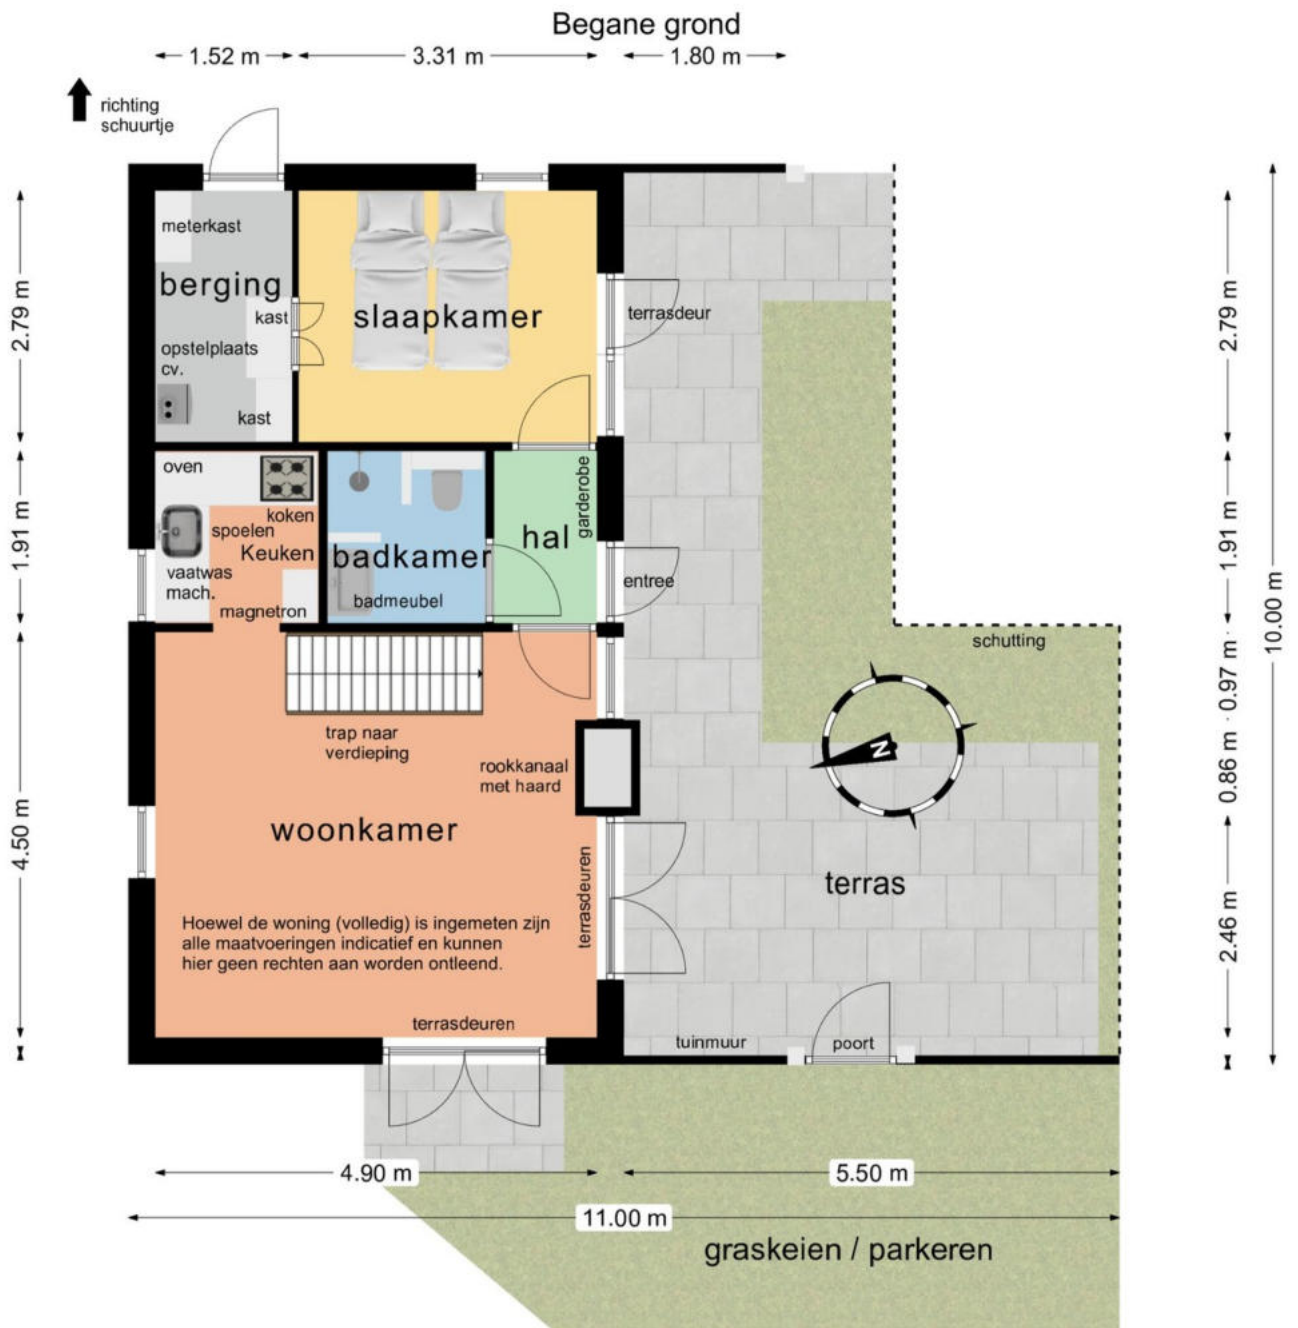 Begane grond
1.52 m
3.31 m
1.80 m
richting
schuurtje
meterkast
berging
kast
opstelplaats
cv.
kast
slaapkamer
terrasdeur
2.79 m
2.79 m
oven
koken
spoelen
Keuken
vaatwas
mach.
magnetron
badkamer
badmeubel
hal
garderobe
entree
1.91 m
1.91 m
schutting
10.00 m
0.97 m
0.86 m
N
trap naar
verdieping
rookkanaal
met haard
woonkamer
terras
4.50 m
2.46 m
terrasdeuren
Hoewel de woning (volledig) is ingemeten zijn
alle maatvoeringen indicatief en kunnen
hier geen rechten aan worden ontleend.
terrasdeuren
tuinmuur
poort
4.90 m
5.50 m
11.00 m
graskeien / parkeren